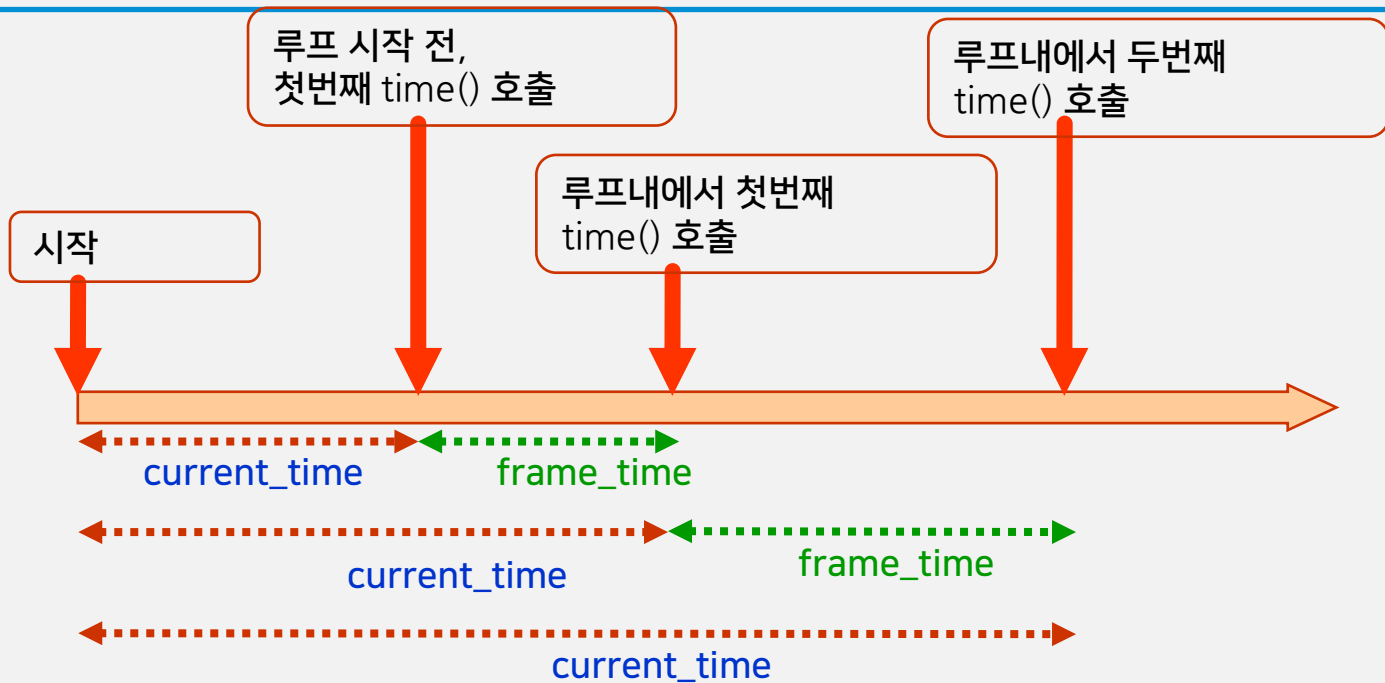 루프 시작 전,
첫번째 time() 호출
루프내에서 두번째
time() 호출
루프내에서 첫번째
time() 호출
시작
current_time
frame_time
current_time
frame_time
current_time